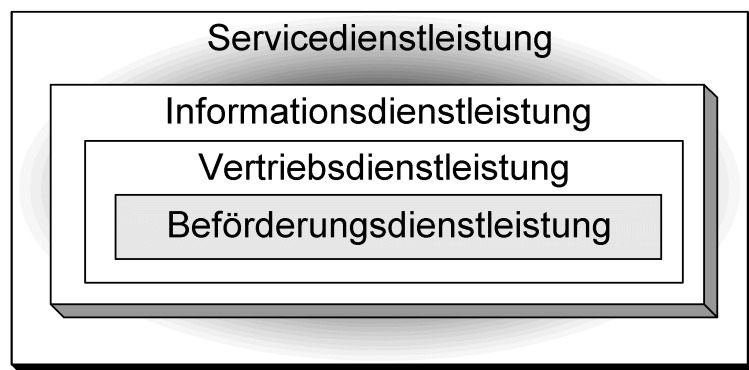 Servicedienstleistung
Informationsdienstleistung
Vertriebsdienstleistung
Beförderungsdienstleistung